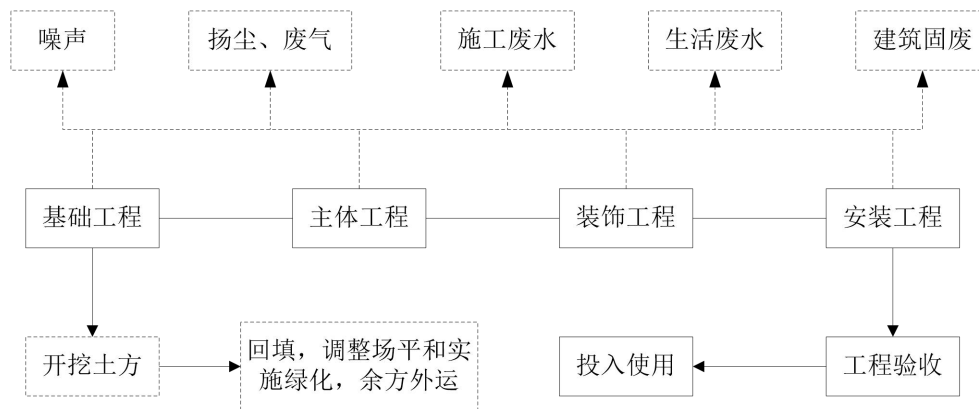 噪声
扬尘、废气
施工废水
生活废水
建筑固废
基础工程
主体工程
装饰工程
安装工程
开挖土方
回填，调整场平和实
施绿化，余方外运
投入使用
工程验收